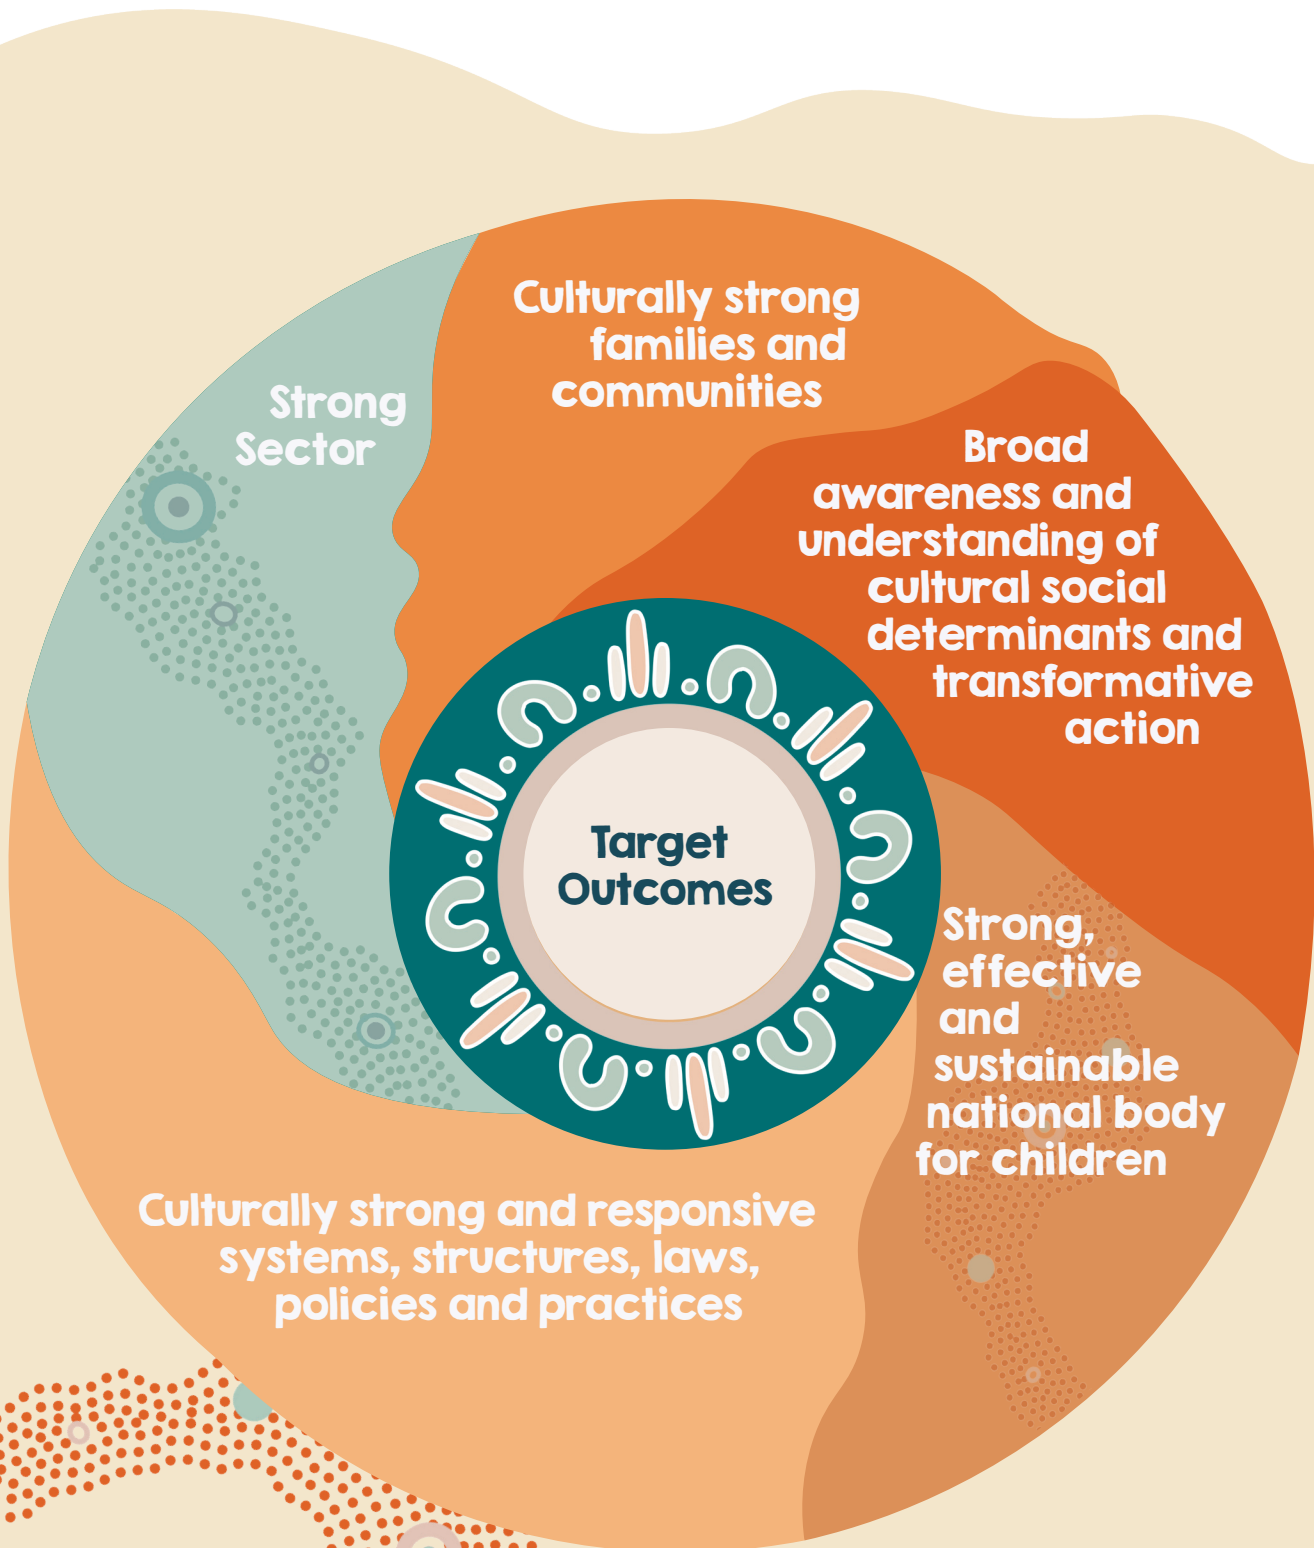 Culturally strong
families and
communities
Strong
Sector
Broad
awareness and
understanding of
cultural social
determinants and
transformative
action
Target
Outcomes
Strong,
effective
and
sustainable
national body
for children
Culturally strong and responsive
systems, structures, laws,
policies and practices